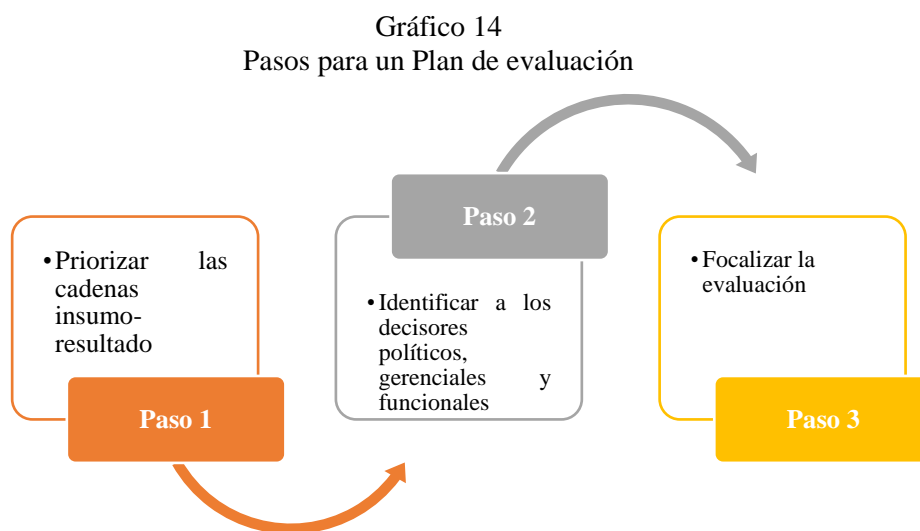 Gráfico 14
Pasos para un Plan de evaluación
• Priorizar las
cadenas
insumo-
resultado
Paso 1
Paso 2
• Identificar a los
decisores
políticos,
gerenciales y
funcionales
• Focalizar la
evaluación
Paso 3